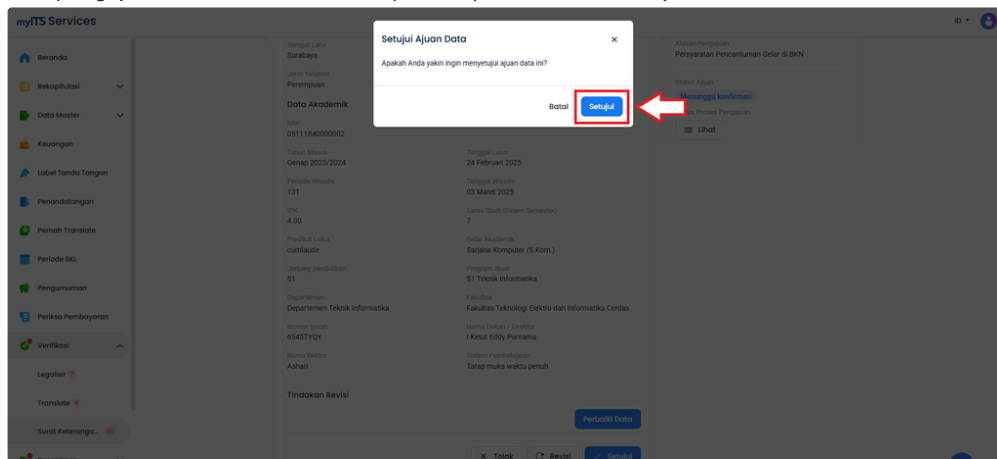 myITS Services
ID
Beranda
Rekapitulasi
Data Master
Keuangan
Label Tanda Tangan
Penandatangan
Pernah Translate
Periode SKL
Pengumuman
Periksa Pembayaran
Verifikasi
Legalisir
Translate
Surat Keteranga...
Setujui Ajuan Data
Apakah Anda yakin ingin menyetujui ajuan data ini?
Batal
Setujui
Tempat Lahir
Surabaya
Jenis Kelamin
Perempuan
Data Akademik
NRP
05111840000002
Tahun Masuk
Genap 2023/2024
Tanggal Lulus
24 Februari 2025
Periode Wisuda
131
Tanggal Wisuda
03 Maret 2025
IPK
4.00
Lama Studi (Dalam Semester)
7
Predikat Lulus
cumlaude
Gelar Akademik
Sarjana Komputer (S.Kom.)
Jenjang pendidikan
S1
Program Studi
S1 Teknik Informatika
Departemen
Departemen Teknik Informatika
Fakultas
Fakultas Teknologi Elektro dan Informatika Cerdas
Nomor Ijazah
6545TYQY
Nama Dekan / Direktur
I Ketut Eddy Purnama
Nama Rektor
Ashari
Sistem Pembelajaran
Tatap muka waktu penuh
Tindakan Revisi
Perbaiki Data
Tolak
Revisi
Setujui
Alasan Pengajuan
Persyaratan Pencantuman Gelar di BKN
Status Ajuan
Menunggu konfirmasi
Proses Pengajuan
Lihat